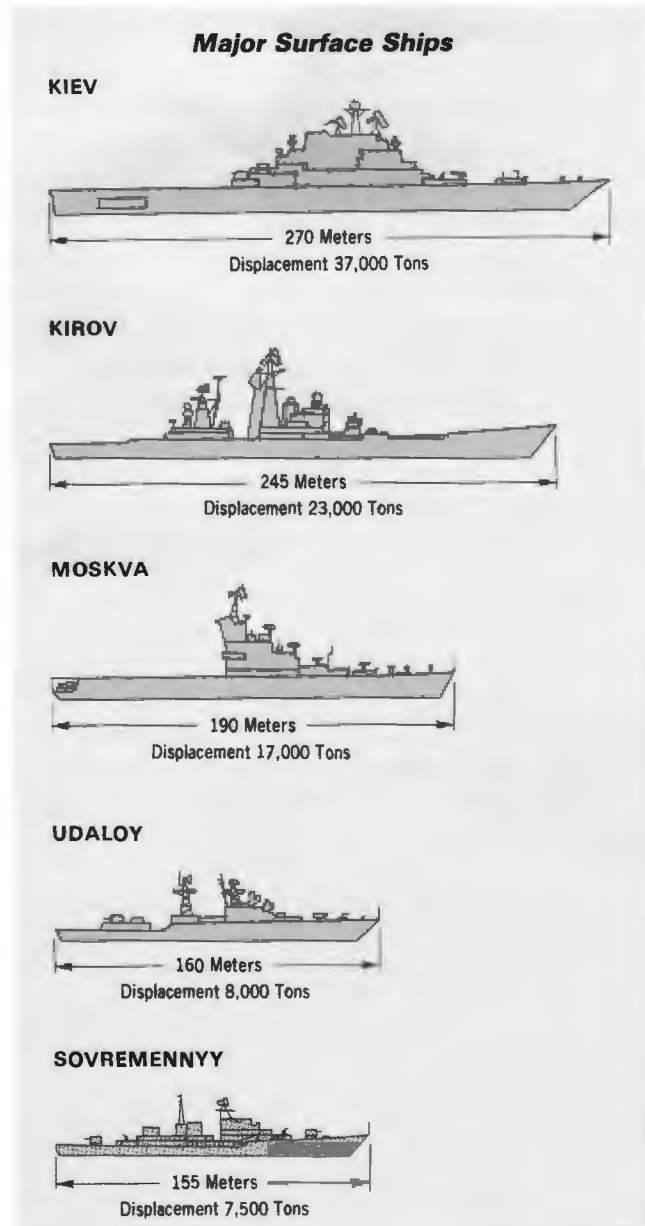 Major Surface Ships
KIEV
270 Meters
Displacement 37,000 Tons
KIROV
245 Meters
Displacement 23,000 Tons
MOSKVA
190 Meters
Displacement 17,000 Tons
UDALOY
160 Meters
Displacement 8,000 Tons
SOVREMENNYY
155 Meters
Displacement 7,500 Tons